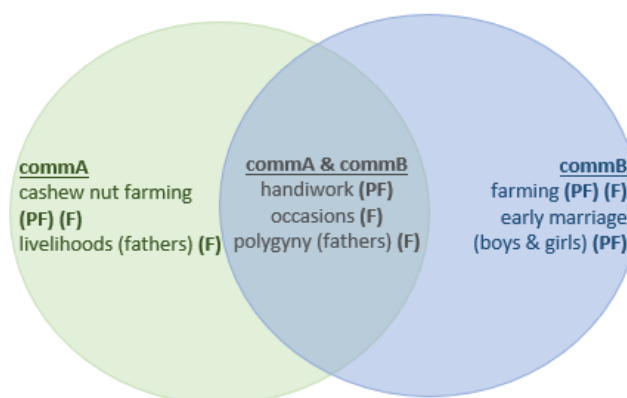 commA
cashew nut farming
(PF) (F)
livelihoods (fathers) (F)
commA & commB
handiwork (PF)
occasions (F)
polygyny (fathers) (F)
commB
farming (PF) (F)
early marriage
(boys & girls) (PF)